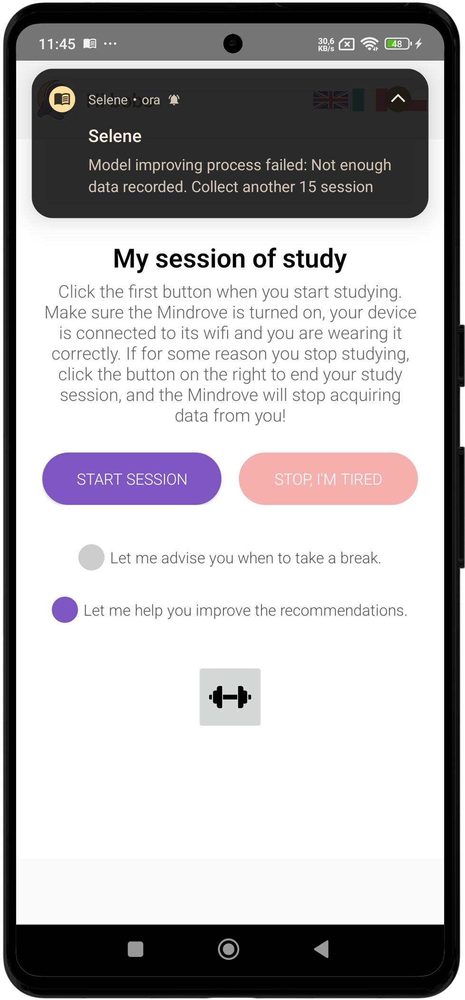 11:45
30,6
KB/s
48
Selene • ora
Selene
Model improving process failed: Not enough
data recorded. Collect another 15 session
My session of study
Click the first button when you start studying.
Make sure the Mindrove is turned on, your device
is connected to its wifi and you are wearing it
correctly. If for some reason you stop studying,
click the button on the right to end your study
session, and the Mindrove will stop acquiring
data from you!
START SESSION
STOP, I'M TIRED
Let me advise you when to take a break.
Let me help you improve the recommendations.